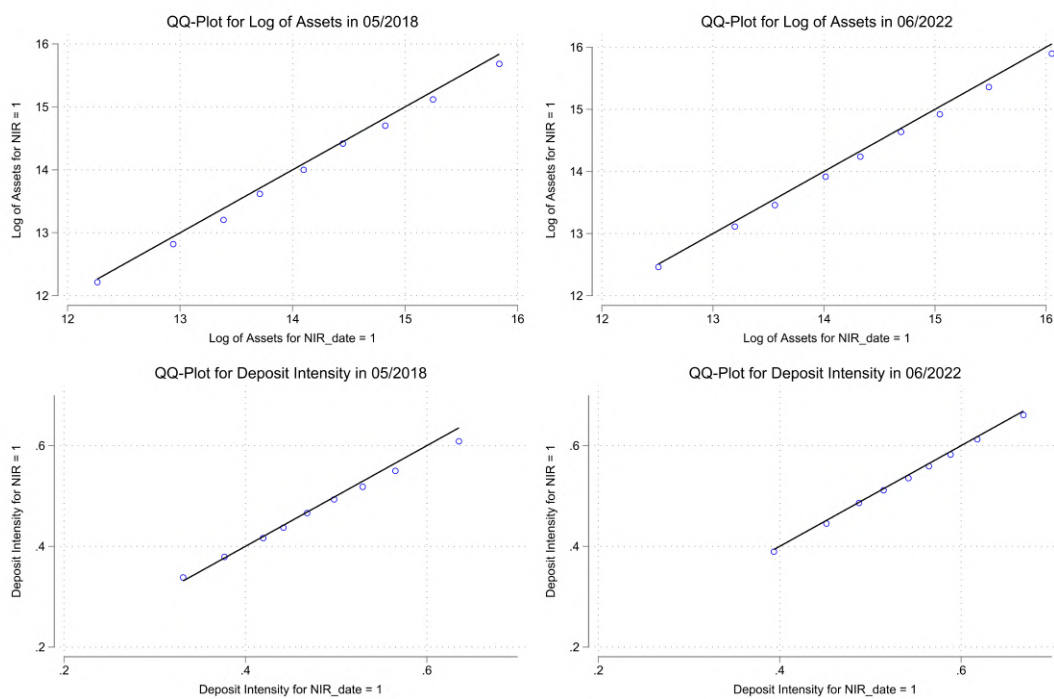 QQ-Plot for Log of Assets in 05/2018
16
15
14
13
12
Log of Assets for NIR = 1
12
13
14
15
16
Log of Assets for NIR_date = 1
QQ-Plot for Log of Assets in 06/2022
16
15
14
13
12
Log of Assets for NIR = 1
12
13
14
15
16
Log of Assets for NIR_date = 1
QQ-Plot for Deposit Intensity in 05/2018
.6
.4
.2
Deposit Intensity for NIR = 1
.2
.4
.6
Deposit Intensity for NIR_date = 1
QQ-Plot for Deposit Intensity in 06/2022
.6
.4
.2
Deposit Intensity for NIR = 1
.2
.4
.6
Deposit Intensity for NIR_date = 1